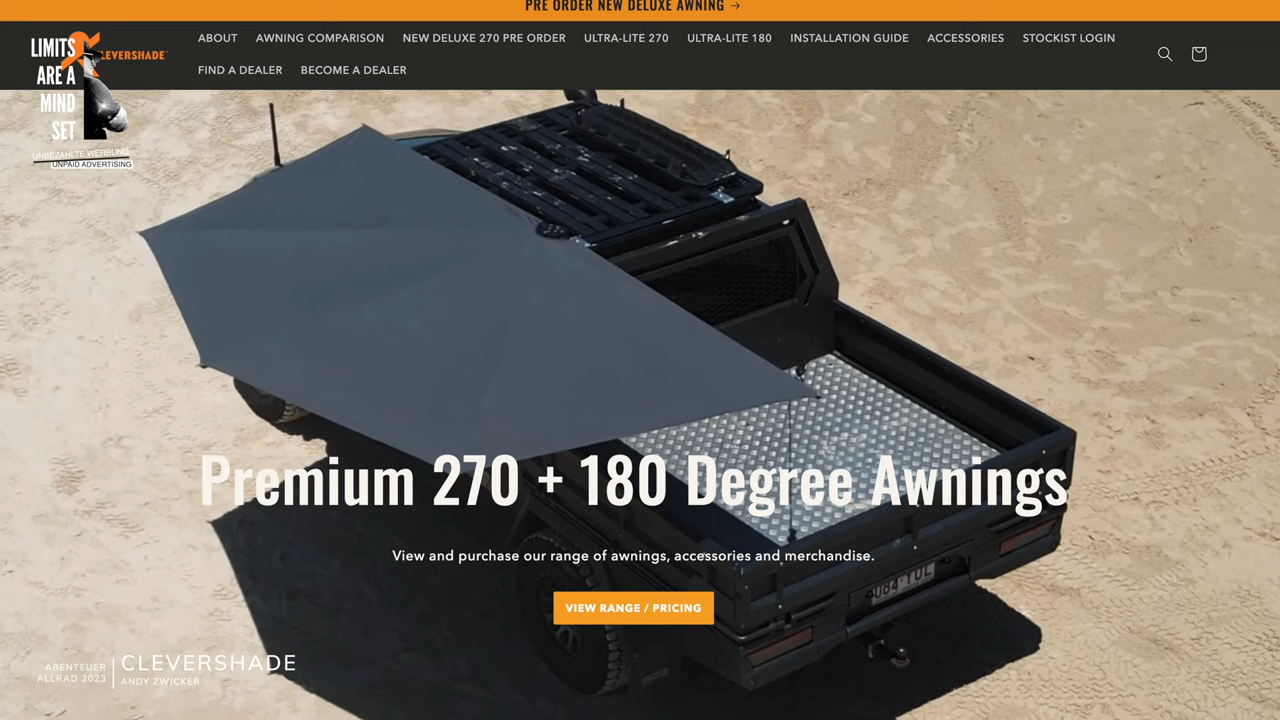 PRE ORDER NEW DELUXE AWNING →
LIMITS
ARE A
MIND
SET
UNBEZAHLTE WERBUNG
UNPAID ADVERTISING
CLEVERSHADE
ABOUT AWNING COMPARISON NEW DELUXE 270 PRE ORDER ULTRA-LITE 270 ULTRA-LITE 180 INSTALLATION GUIDE ACCESSORIES STOCKIST LOGIN
FIND A DEALER BECOME A DEALER
Premium 270 + 180 Degree Awnings
View and purchase our range of awnings, accessories and merchandise.
VIEW RANGE / PRICING
ABENTEUER
ALLRAD 2023
CLEVERSHADE
ANDY ZWICKER